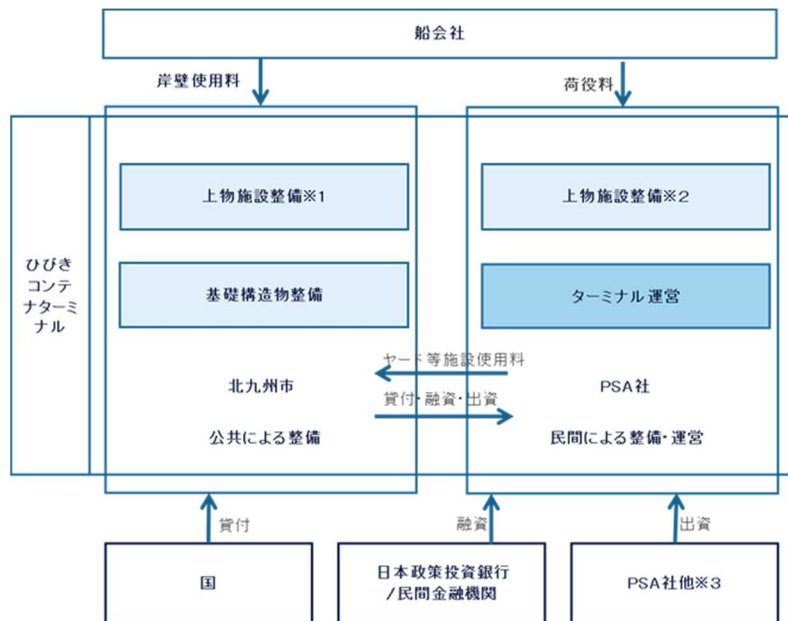 船会社
岸壁使用料
荷役料
上物施設整備※1
上物施設整備※2
ひびき
コンテ
ナターミ
ナル
基礎構造物整備
ターミナル運営
ヤード等施設使用料
北九州市
PSA社
貸付・融資・出資
公共による整備
民間による整備・運営
貸付
融資
出資
国
日本政策投資銀行
/民間金融機関
PSA社他※3